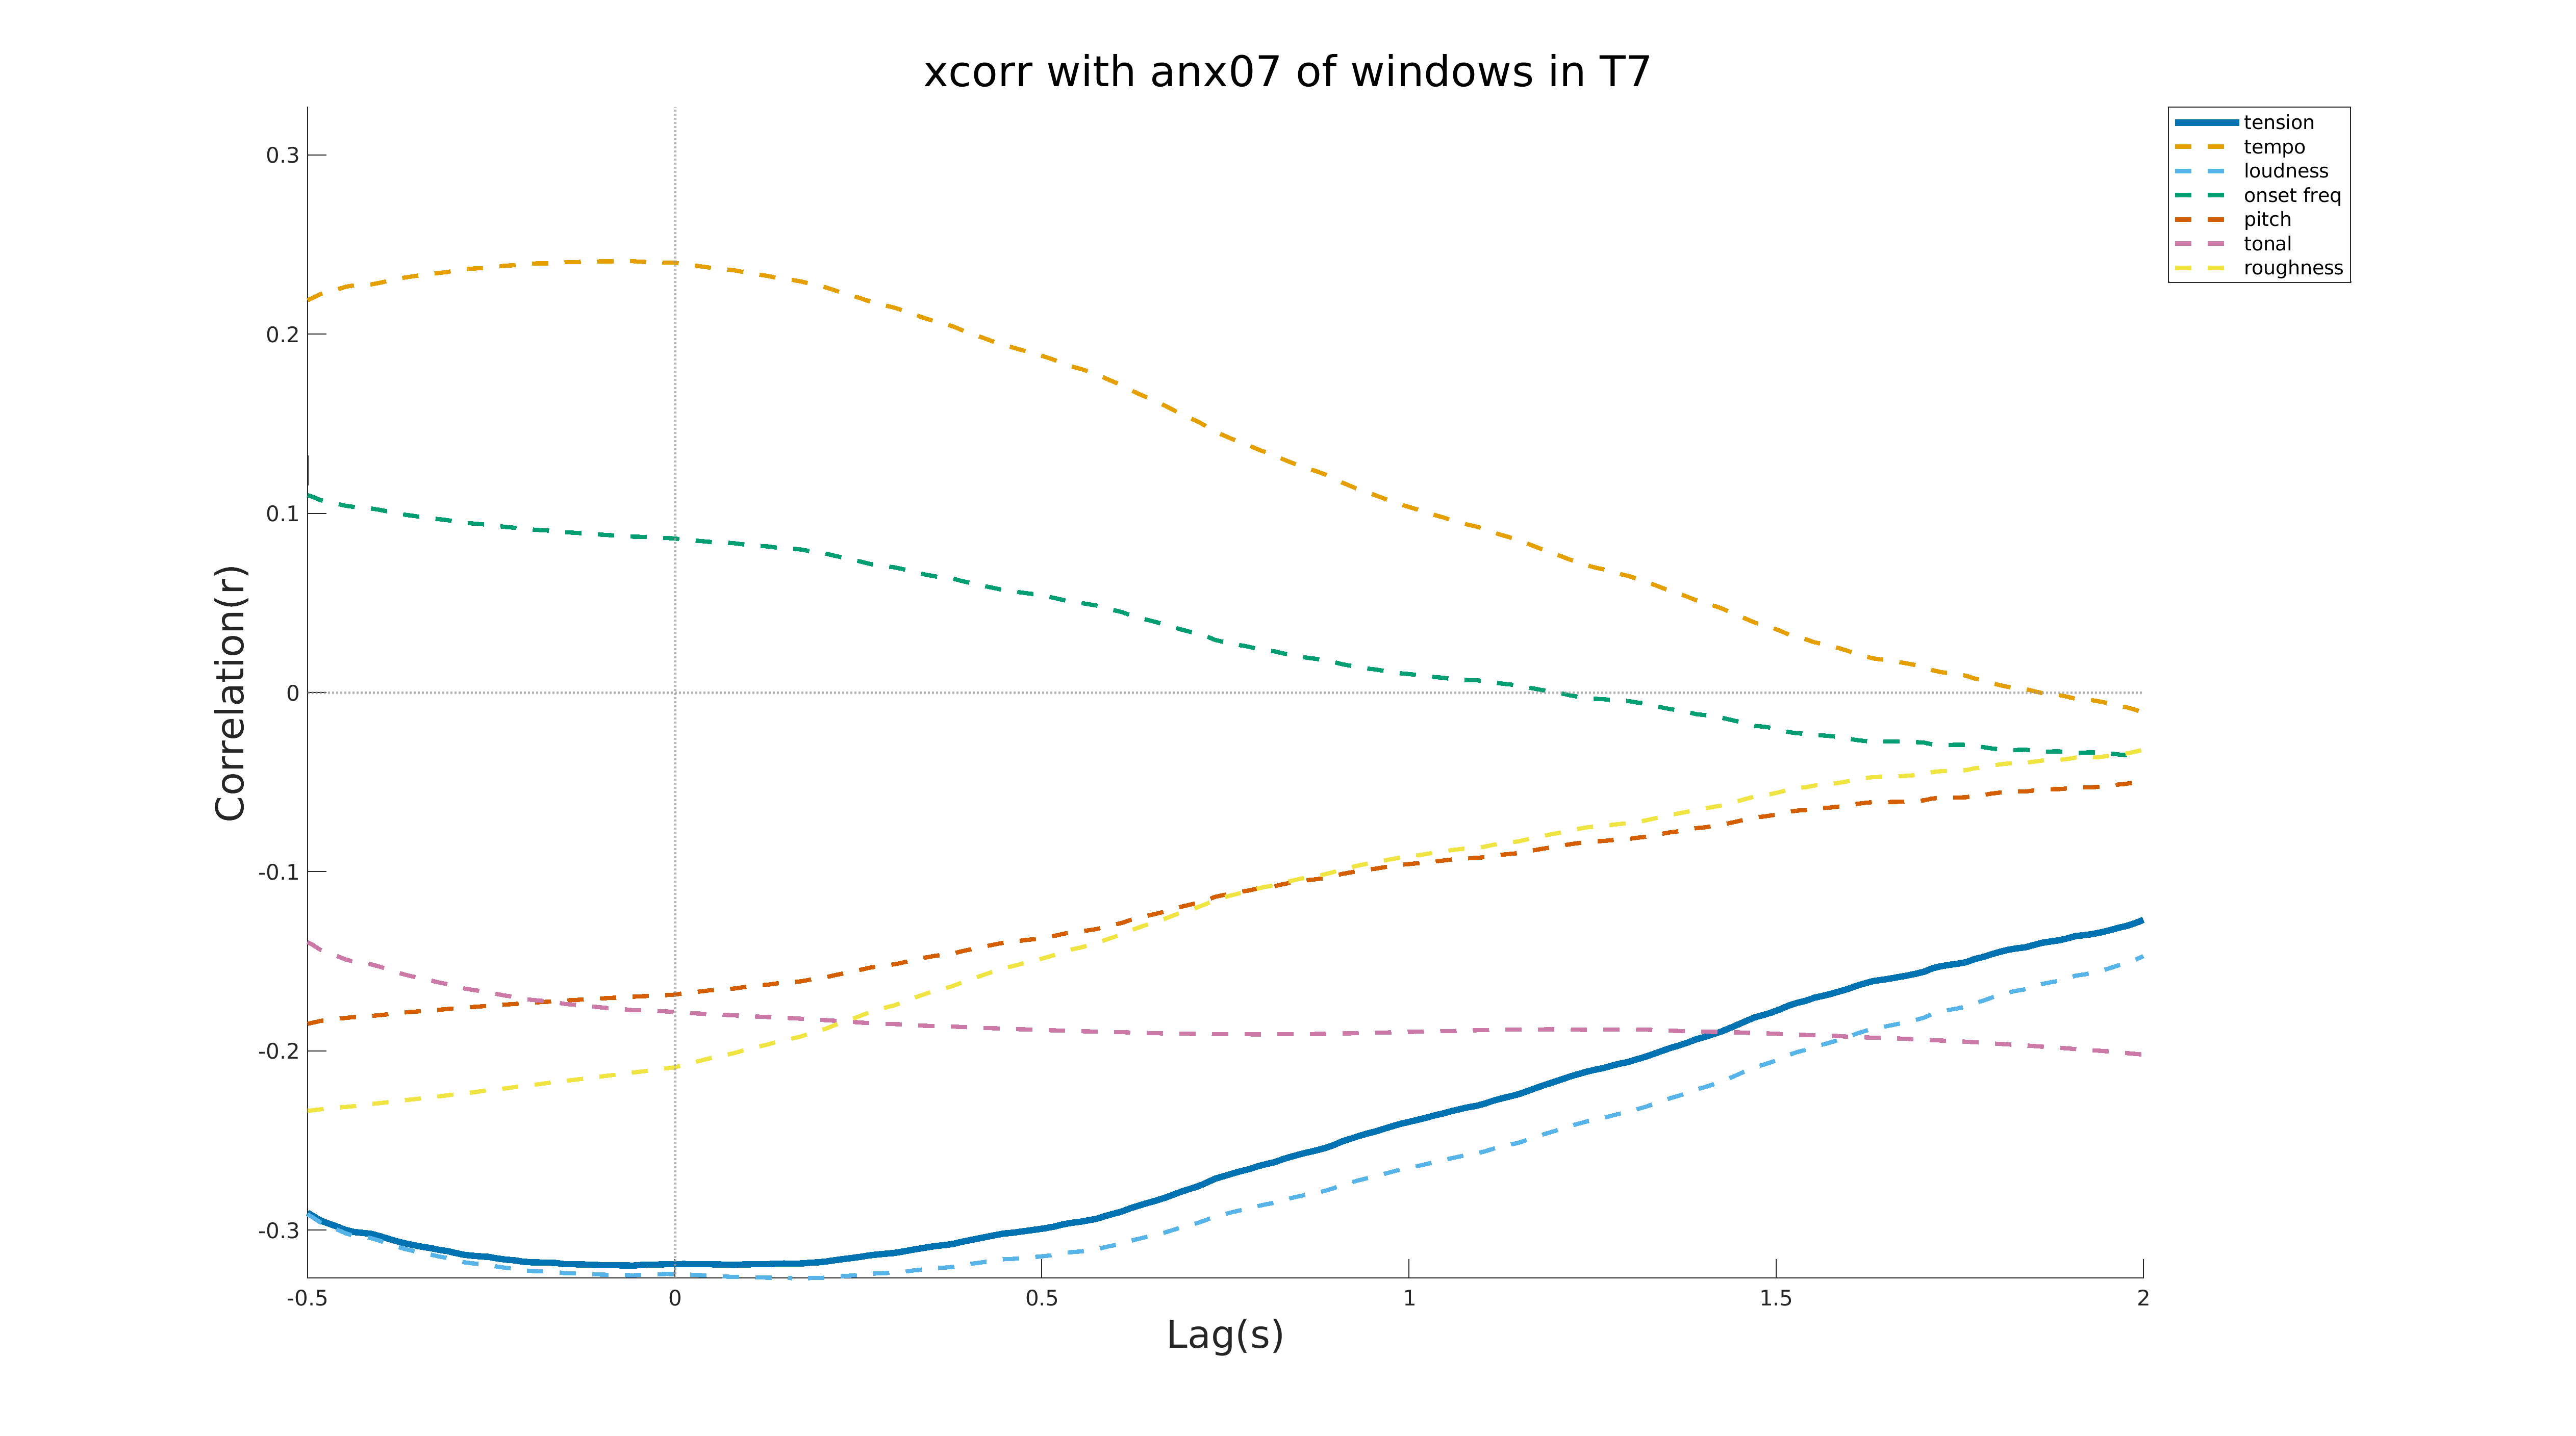 xcorr with anx07 of windows in T7
tension
tempo
loudness
onset freq
pitch
tonal
roughness
Correlation(r)
0.3
0.2
0.1
0
-0.1
-0.2
-0.3
-0.5
0
0.5
1
1.5
2
Lag(s)